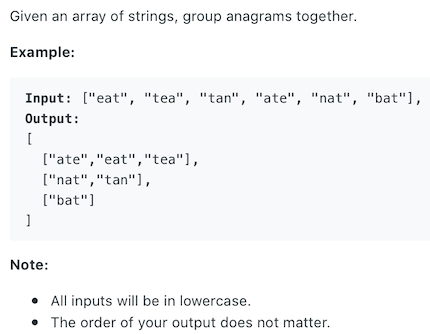 Given an array of strings, group anagrams together.
Example:
Input: ["eat", "tea", "tan", "ate", "nat", "bat"],
Output:
[
  ["ate","eat","tea"],
  ["nat","tan"],
  ["bat"]
]
Note:
• All inputs will be in lowercase.
• The order of your output does not matter.